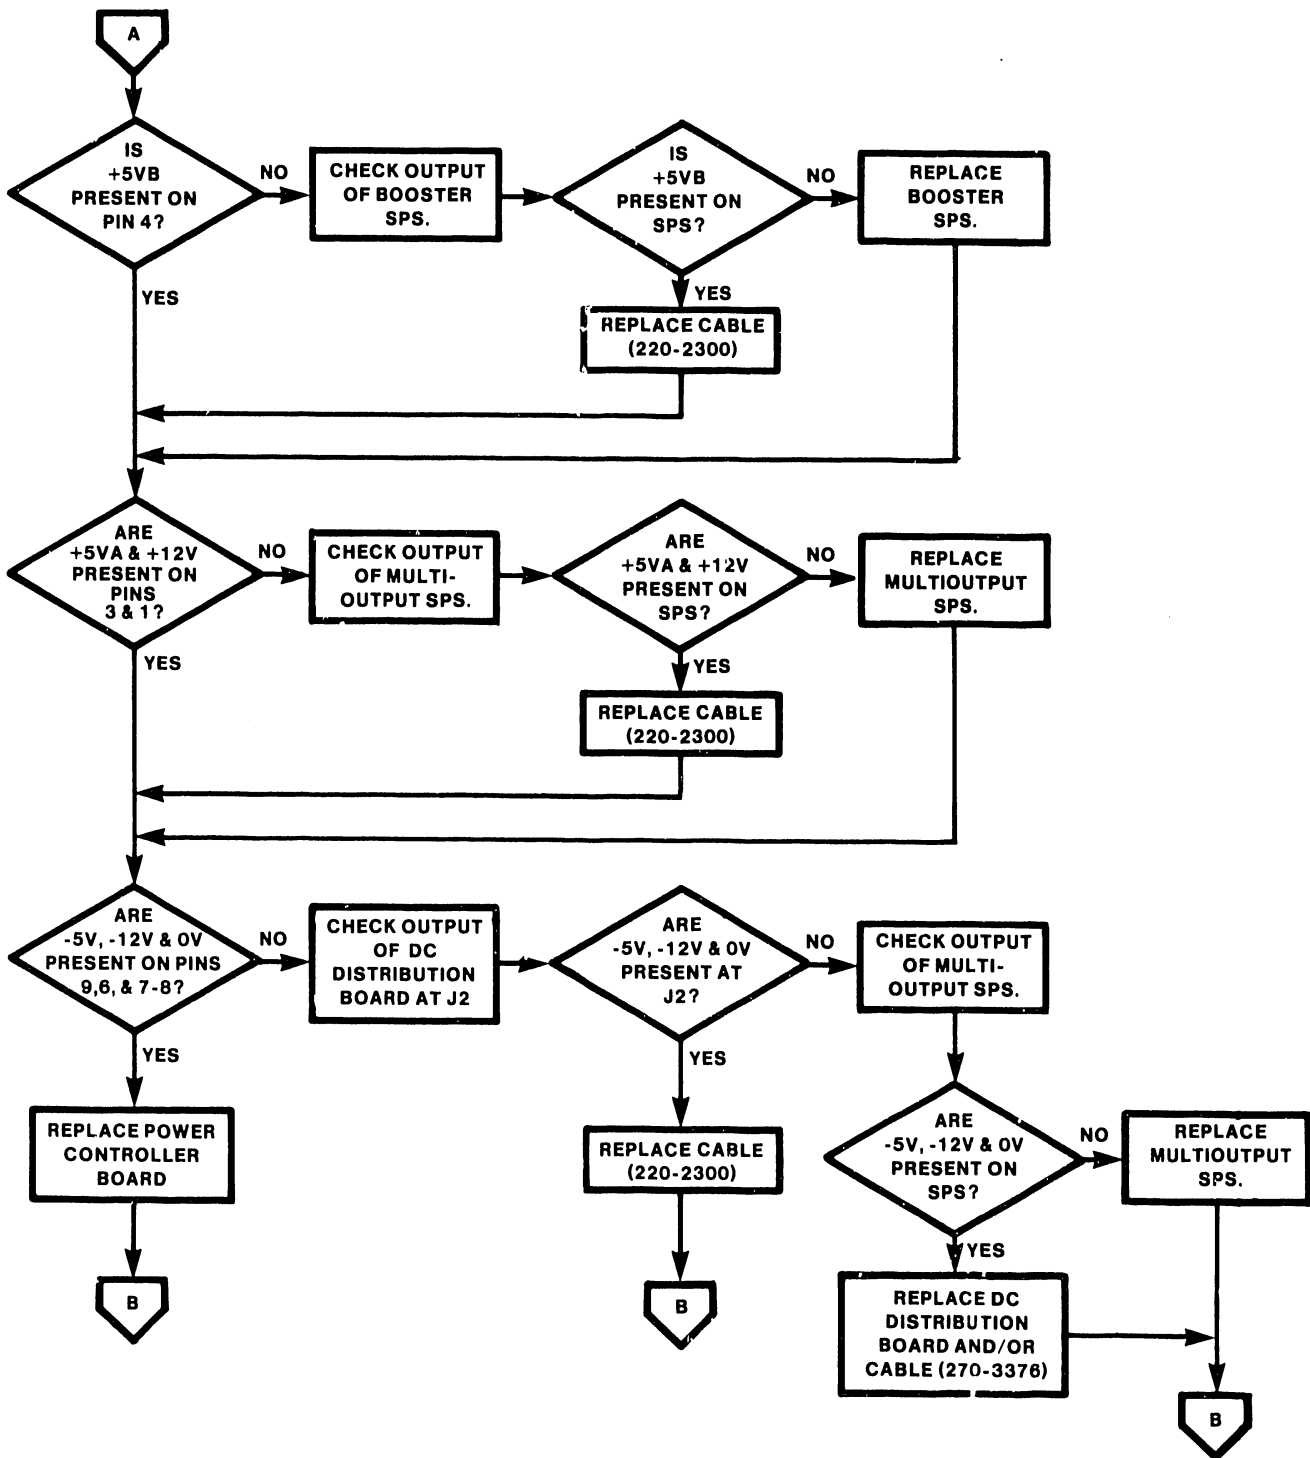 A
IS
+5VB
PRESENT ON
PIN 4?
NO
CHECK OUTPUT
OF BOOSTER
SPS.
IS
+5VB
PRESENT ON
SPS?
NO
REPLACE
BOOSTER
SPS.
YES
YES
REPLACE CABLE
(220-2300)
ARE
+5VA & +12V
PRESENT ON
PINS
3 & 1?
NO
CHECK OUTPUT
OF MULTI-
OUTPUT SPS.
ARE
+5VA & +12V
PRESENT ON
SPS?
NO
REPLACE
MULTIOUTPUT
SPS.
YES
YES
REPLACE CABLE
(220-2300)
ARE
-5V, -12V & 0V
PRESENT ON PINS
9,6, & 7-8?
NO
CHECK OUTPUT
OF DC
DISTRIBUTION
BOARD AT J2
ARE
-5V, -12V & 0V
PRESENT AT
J2?
NO
CHECK OUTPUT
OF MULTI-
OUTPUT SPS.
YES
REPLACE POWER
CONTROLLER
BOARD
B
YES
REPLACE CABLE
(220-2300)
B
ARE
-5V, -12V & 0V
PRESENT ON
SPS?
NO
REPLACE
MULTIOUTPUT
SPS.
YES
REPLACE DC
DISTRIBUTION
BOARD AND/OR
CABLE (270-3376)
B